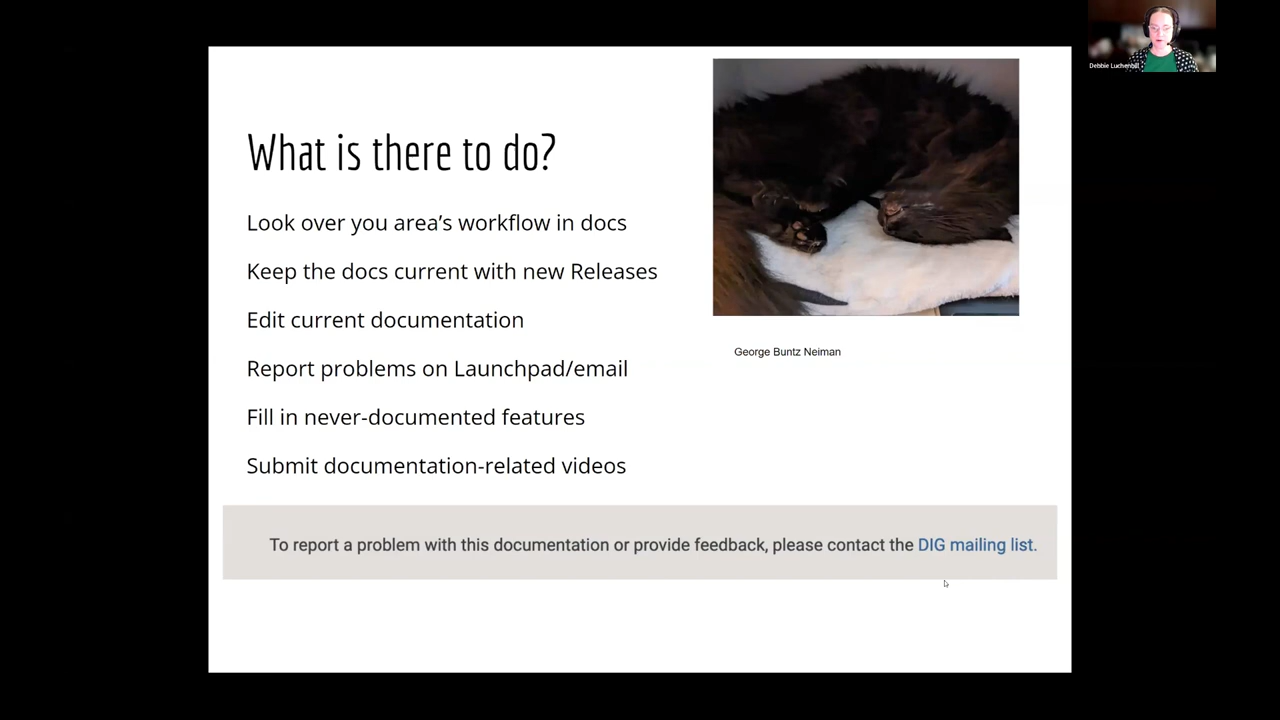 What is there to do?
Look over you area's workflow in docs
Keep the docs current with new Releases
Edit current documentation
Report problems on Launchpad/email
Fill in never-documented features
Submit documentation-related videos
George Buntz Neiman
To report a problem with this documentation or provide feedback, please contact the DIG mailing list.
Debbie Luchenbill